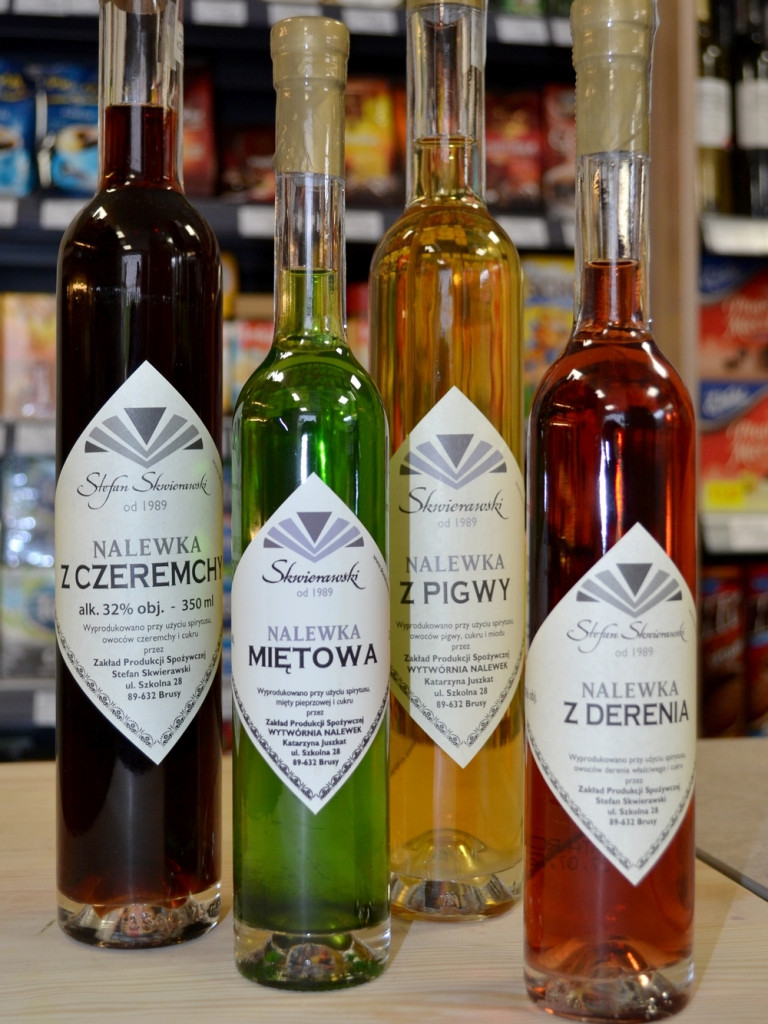 Stefan Skwierawski
od 1989
NALEWKA
Z CZEREMCHY
alk. 32% obj. - 350 ml
Wyprodukowano przy użyciu spirytusu,
owoców czeremchy i cukru
przez
Zakład Produkcji Spożywczej
Stefan Skwierawski
ul. Szkolna 28
89-632 Brusy
Skwierawski
od 1989
NALEWKA
MIĘTOWA
Wyprodukowano przy użyciu spirytusu,
mięty pieprzowej i cukru
przez
Zakład Produkcji Spożywczej
WYTWÓRNIA NALEWEK
Katarzyna Juszkat
ul. Szkolna 28
89-632 Brusy
Skwierawski
od 1989
NALEWKA
Z PIGWY
Wyprodukowano przy użyciu spirytusu,
owoców pigwy, cukru i miodu
przez
Zakład Produkcji Spożywczej
WYTWÓRNIA NALEWEK
Katarzyna Juszkat
ul. Szkolna 28
89-632 Brusy
Stefan Skwierawski
od 1989
NALEWKA
Z DERENIA
Wyprodukowano przy użyciu spirytusu,
owoców derenia właściwego i cukru
przez
Zakład Produkcji Spożywczej
Stefan Skwierawski
ul. Szkolna 28
89-632 Brusy